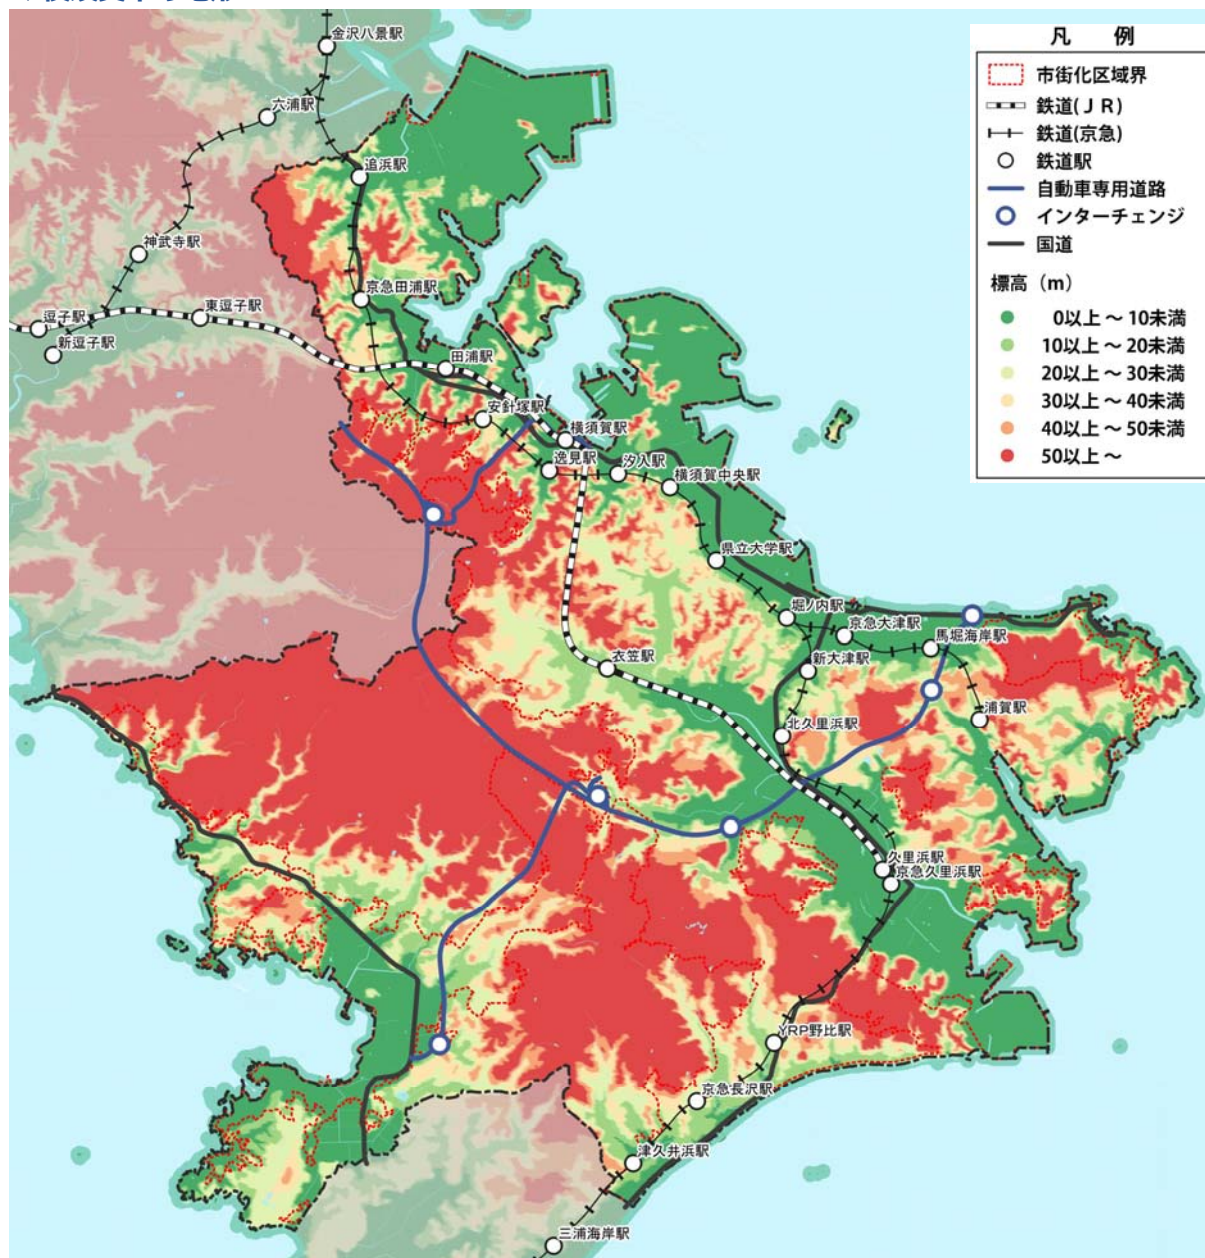 凡 例
市街化区域界
鉄道(ＪＲ)
鉄道(京急)
鉄道駅
自動車専用道路
インターチェンジ
国道
標高（m）
0以上～10未満
10以上～20未満
20以上～30未満
30以上～40未満
40以上～50未満
50以上～
金沢八景駅
六浦駅
追浜駅
神武寺駅
京急田浦駅
東逗子駅
逗子駅
新逗子駅
田浦駅
安針塚駅
横須賀駅
逸見駅
汐入駅
横須賀中央駅
県立大学駅
堀ノ内駅
京急大津駅
馬堀海岸駅
衣笠駅
新大津駅
浦賀駅
北久里浜駅
久里浜駅
京急久里浜駅
YRP野比駅
京急長沢駅
津久井浜駅
三浦海岸駅